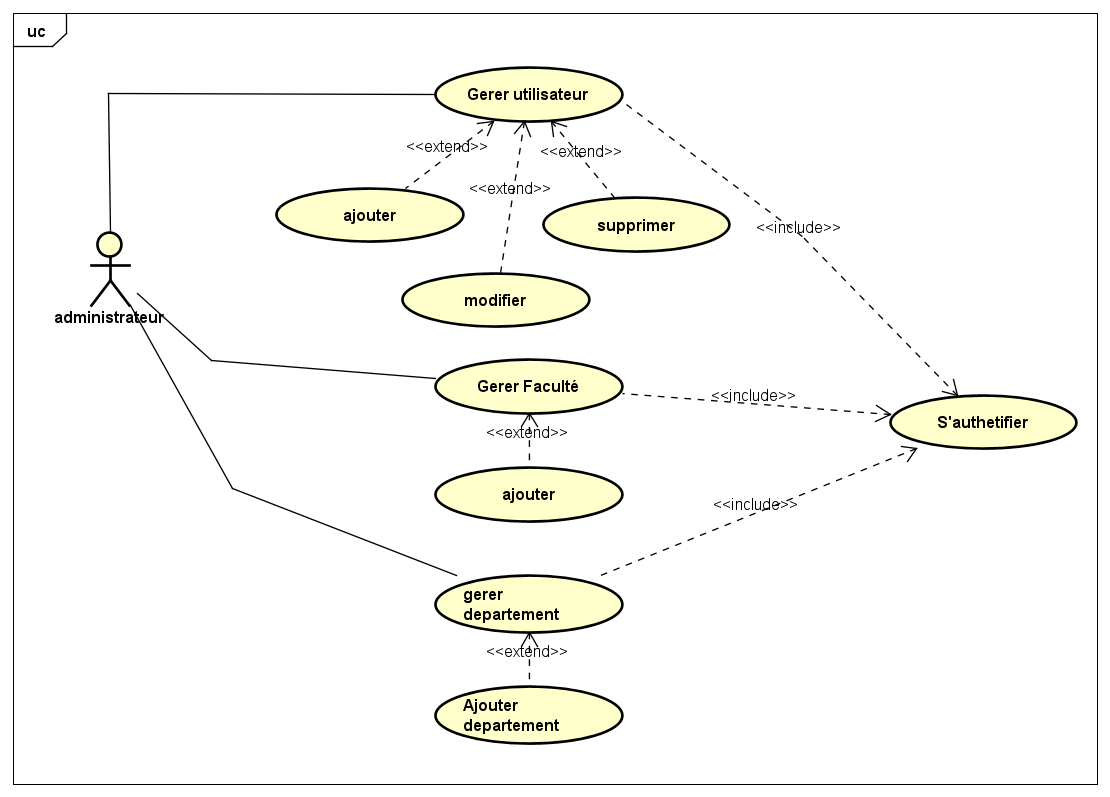 uc
Gerer utilisateur
<<extend>>
<<extend>>
<<extend>>
ajouter
supprimer
<<include>>
modifier
administrateur
Gerer Faculté
<<include>>
S'authetifier
<<extend>>
ajouter
<<include>>
gerer
departement
<<extend>>
Ajouter
departement